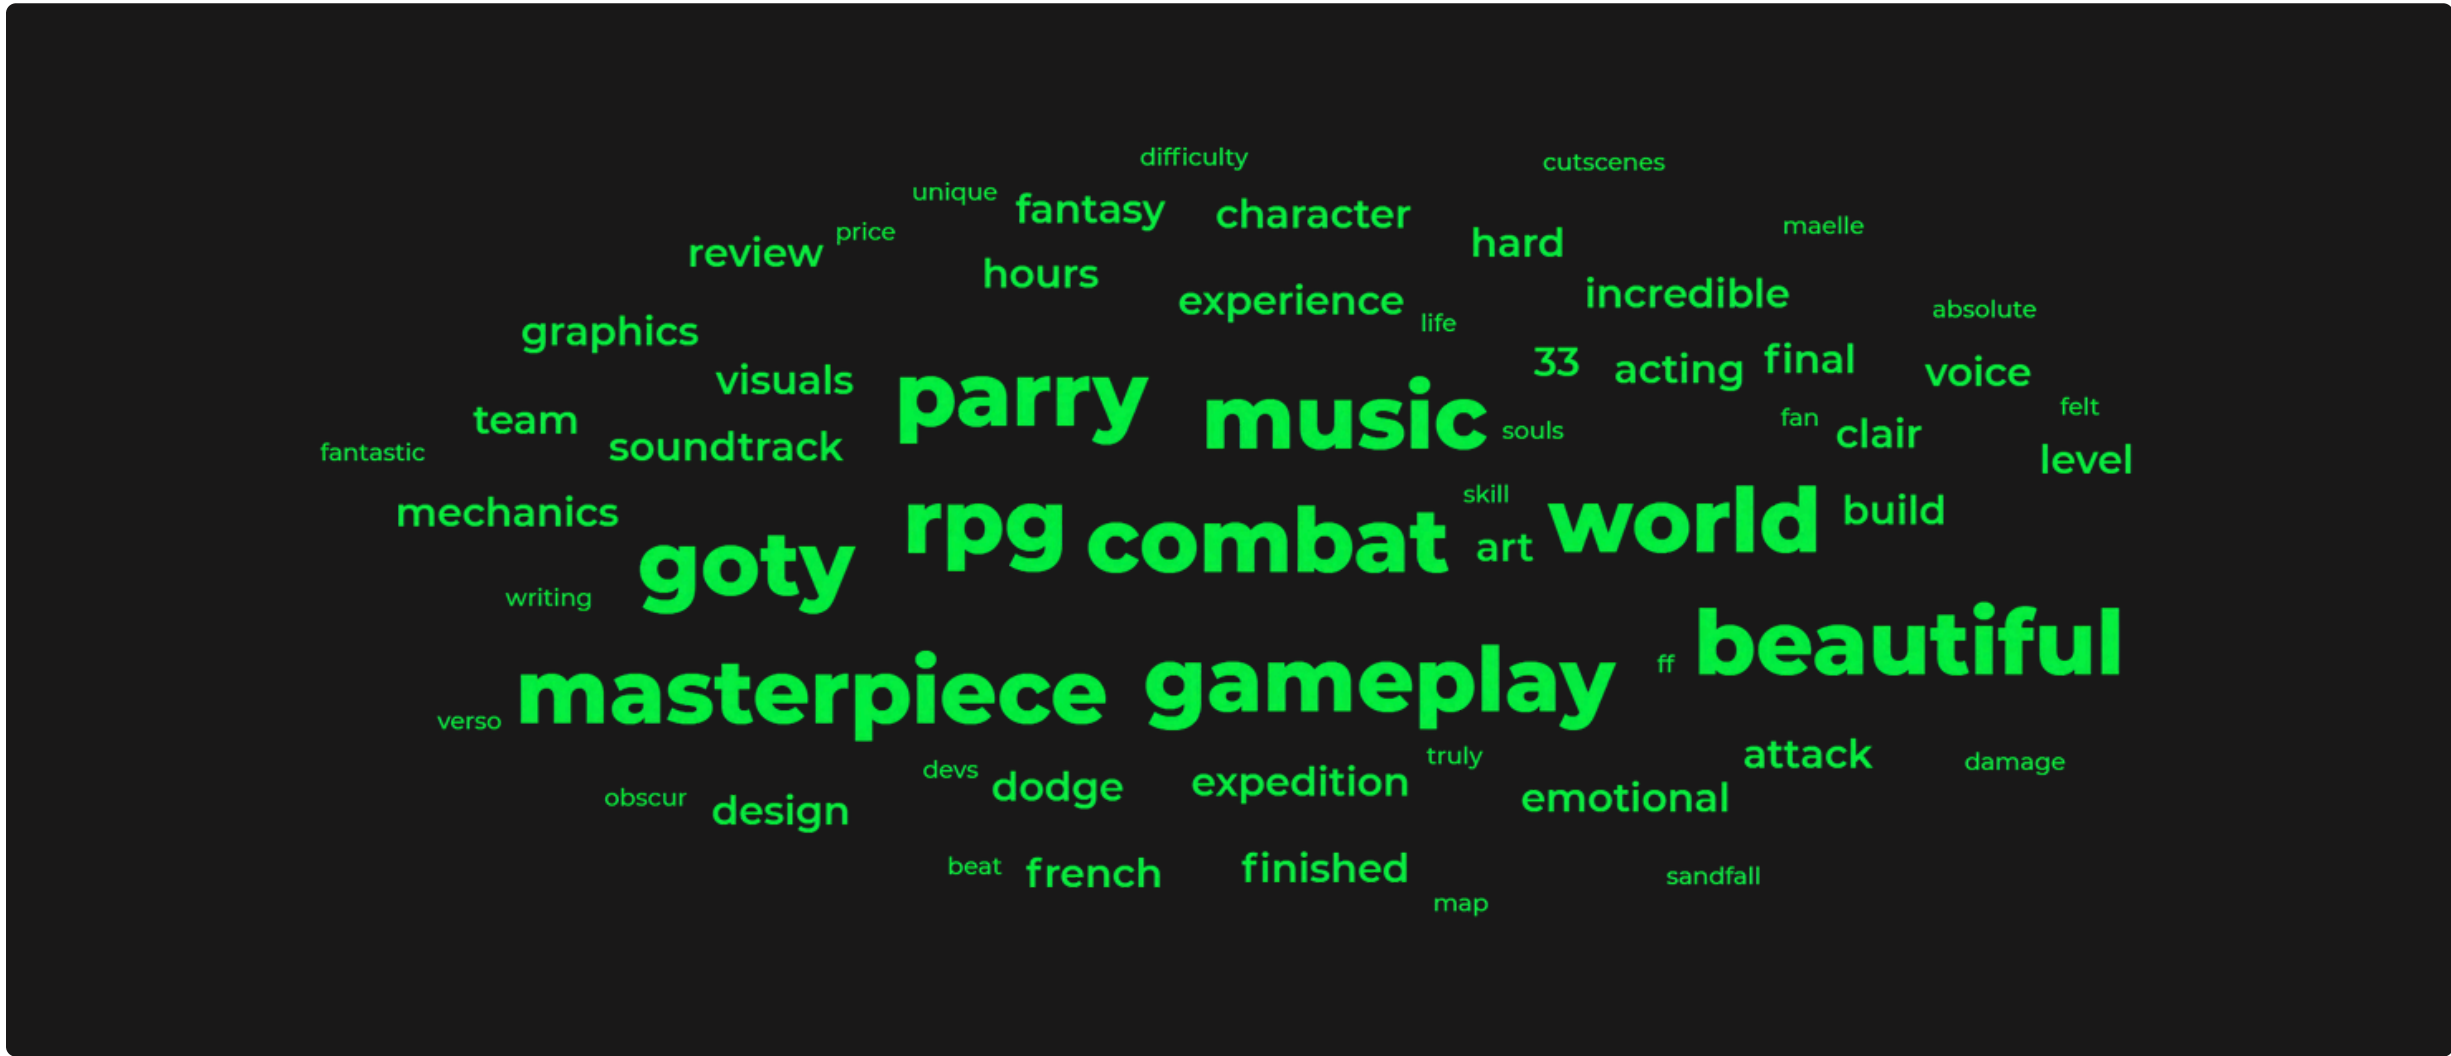 difficulty
cutscenes
unique
fantasy
character
maelle
price
review
hard
hours
incredible
experience
absolute
life
graphics
33
acting
final
voice
visuals
parry
music
felt
team
soundtrack
souls
fan
clair
fantastic
level
skill
mechanics
rpg
combat
art
world
build
goty
writing
beautiful
masterpiece
gameplay
ff
verso
truly
attack
damage
devs
dodge
expedition
emotional
obscur
design
beat
french
finished
sandfall
map